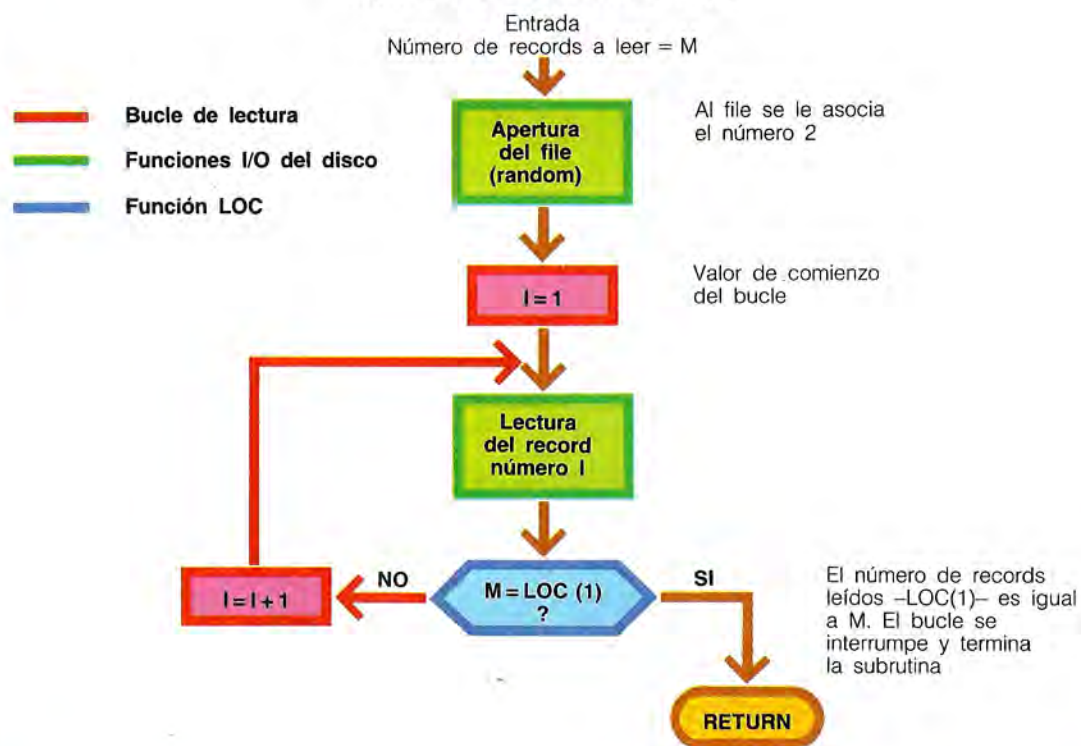 Entrada
Número de records a leer = M
Bucle de lectura
Funciones I/O del disco
Función LOC
Apertura
del file
(random)
Al file se le asocia
el número 2
I = 1
Valor de comienzo
del bucle
Lectura
del record
número I
I = I + 1
NO
M = LOC (1)
?
SI
El número de records
leídos –LOC(1)– es igual
a M. El bucle se
interrumpe y termina
la subrutina
RETURN